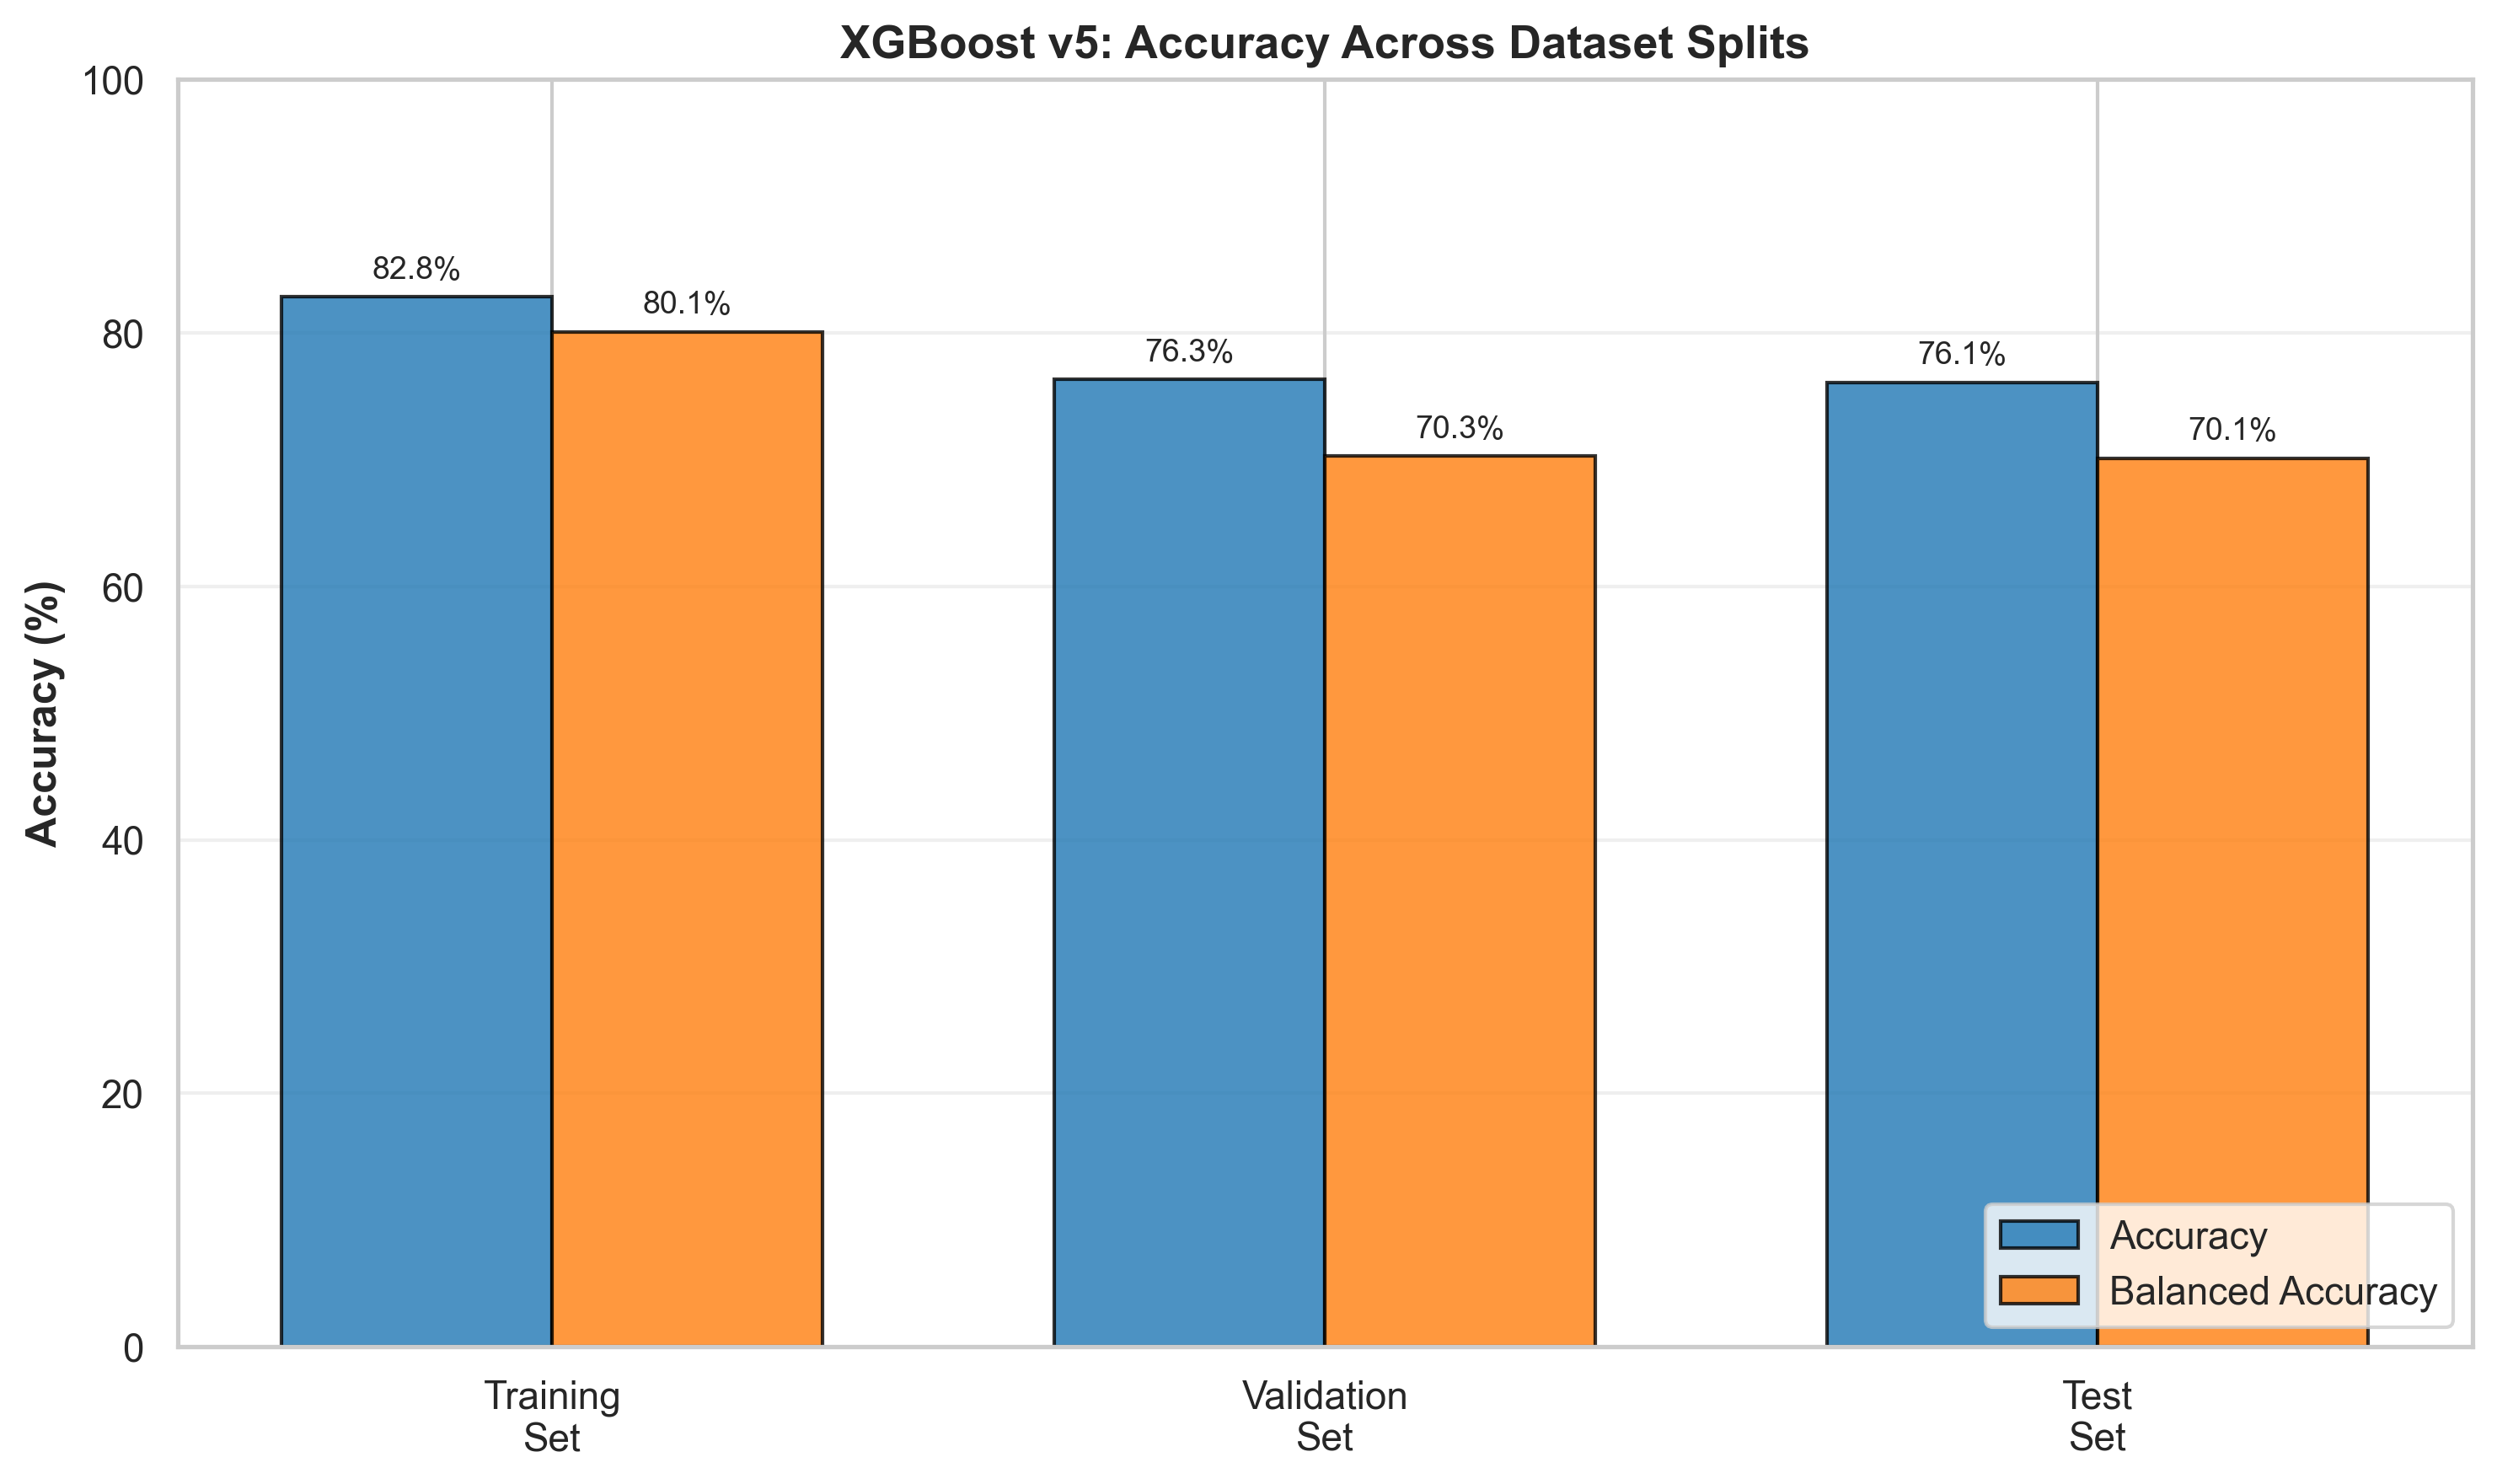 XGBoost v5: Accuracy Across Dataset Splits
100
80
60
40
20
0
Accuracy (%)
82.8%
80.1%
76.3%
70.3%
76.1%
70.1%
Accuracy
Balanced Accuracy
Training
Set
Validation
Set
Test
Set